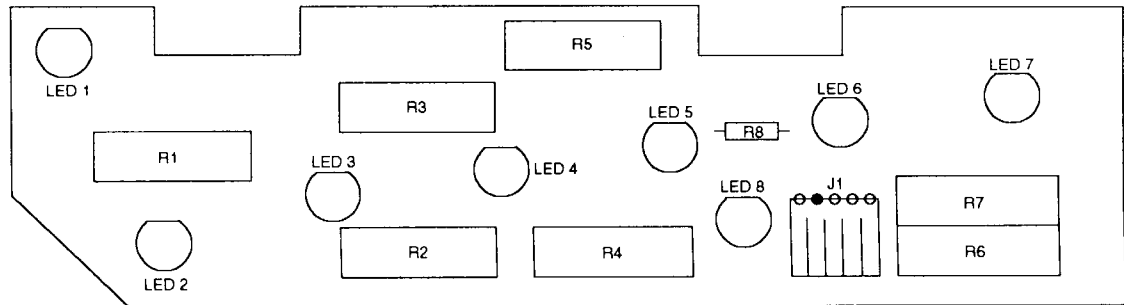 R5
LED 7
LED 1
LED 6
R3
LED 5
R8
R1
LED 3
LED 4
LED 8
J1
R7
R2
R4
R6
LED 2